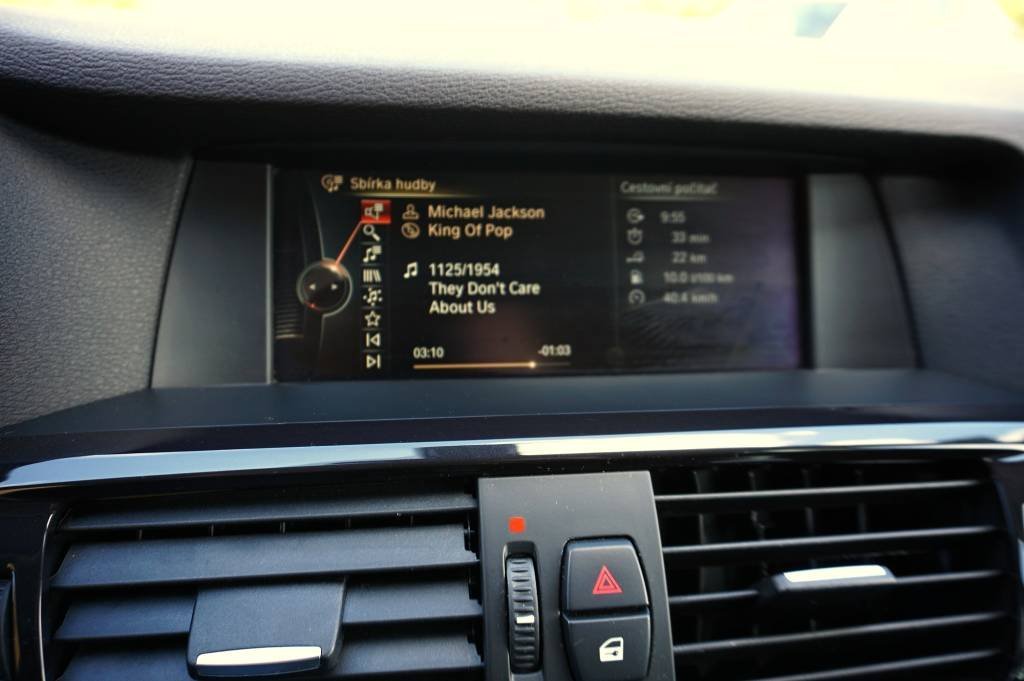 Sbírka hudby
Michael Jackson
King Of Pop
1125/1954
They Don't Care
About Us
03:10
-01:03
Cestovní počítač
9:55
33 min
22 km
10.0 l/100 km
40.4 km/h